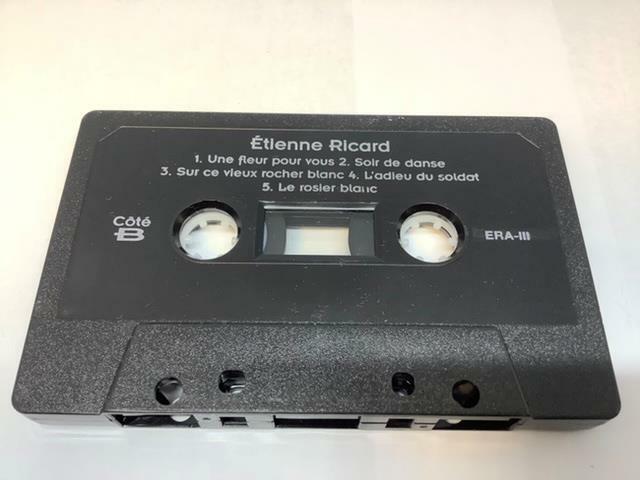 Étienne Ricard
1. Une fleur pour vous 2. Soir de danse
3. Sur ce vieux rocher blanc 4. L'adieu du soldat
5. Le rosier blanc
Côté
B
ERA-III